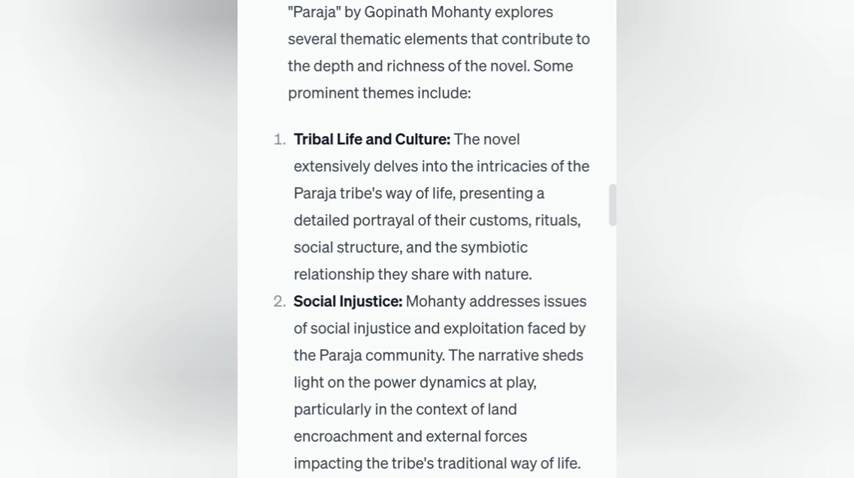 "Paraja" by Gopinath Mohanty explores
several thematic elements that contribute to
the depth and richness of the novel. Some
prominent themes include:
1. Tribal Life and Culture: The novel
extensively delves into the intricacies of the
Paraja tribe's way of life, presenting a
detailed portrayal of their customs, rituals,
social structure, and the symbiotic
relationship they share with nature.
2. Social Injustice: Mohanty addresses issues
of social injustice and exploitation faced by
the Paraja community. The narrative sheds
light on the power dynamics at play,
particularly in the context of land
encroachment and external forces
impacting the tribe's traditional way of life.